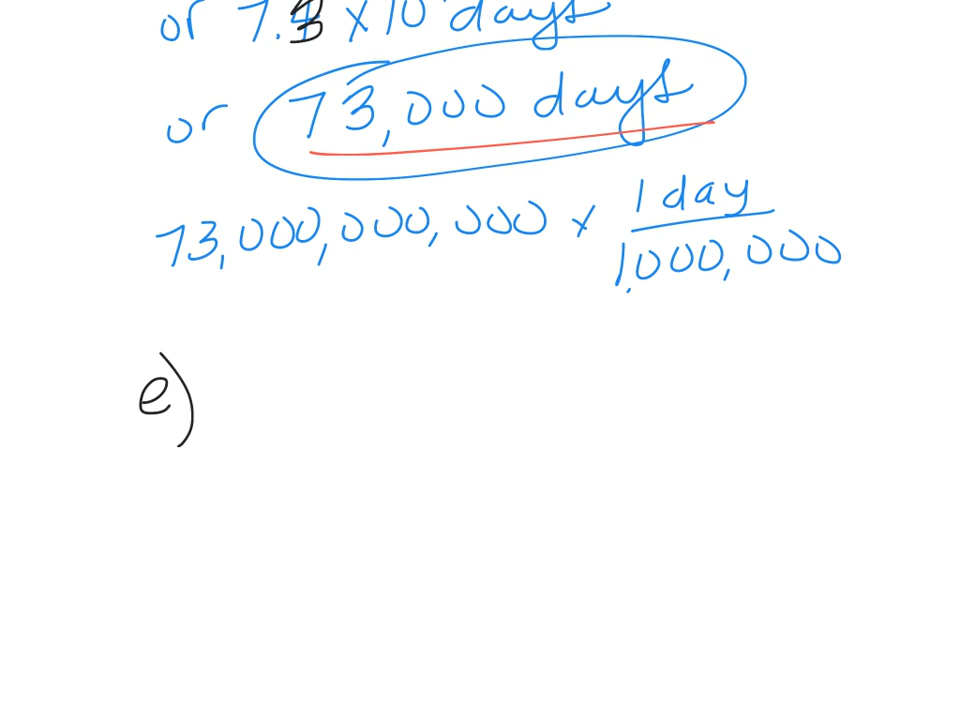 or 7.3 x 10 days
or 73,000 days
73,000,000,000 x 1 day
1,000,000
e)